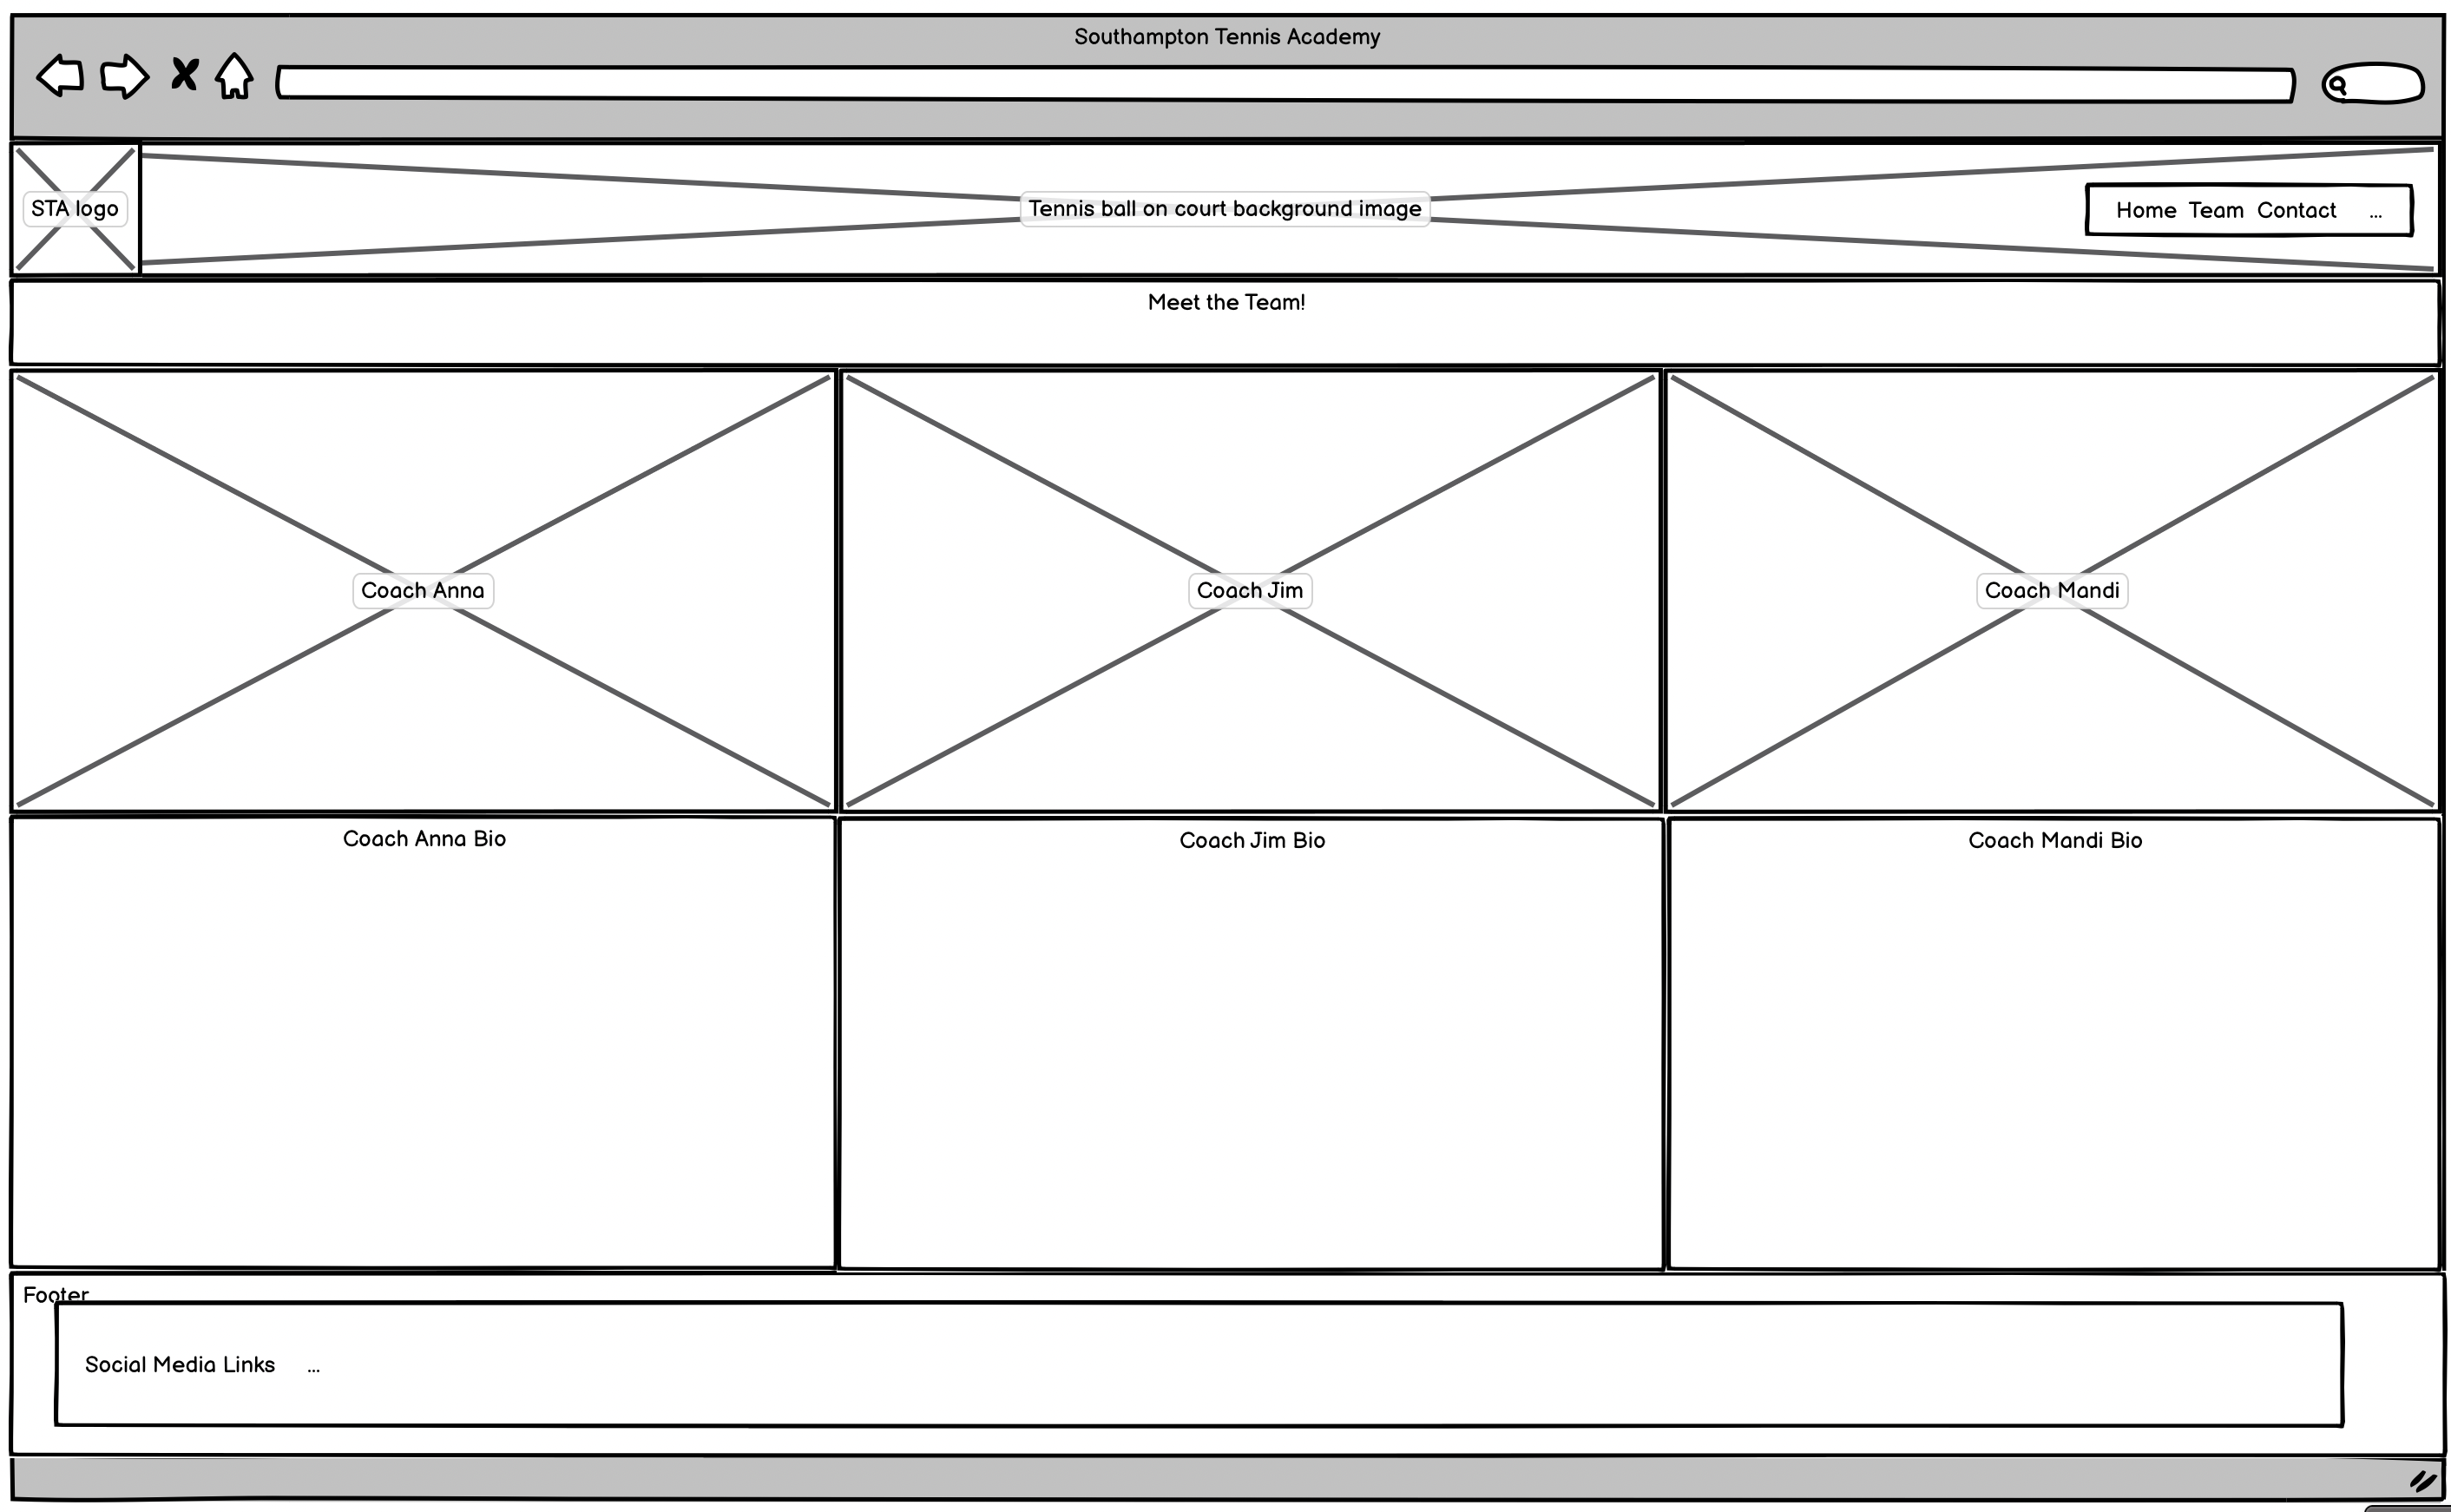 Southampton Tennis Academy
STA logo
Tennis ball on court background image
Home Team Contact ...
Meet the Team!
Coach Anna
Coach Jim
Coach Mandi
Coach Anna Bio
Coach Jim Bio
Coach Mandi Bio
Footer
Social Media Links ...